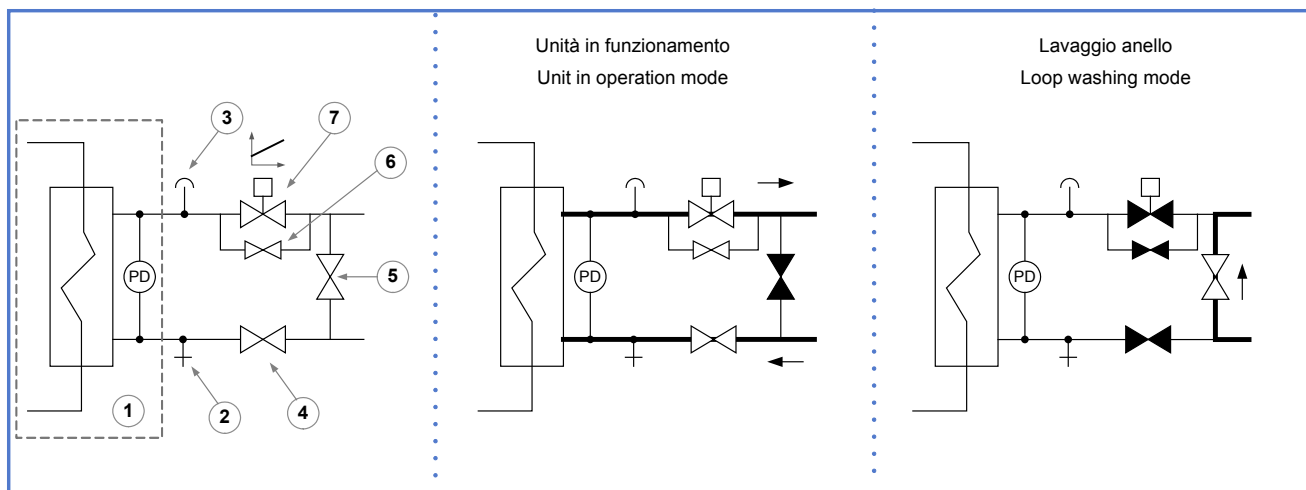 3
7
6
PD
5
1
2
4
Unità in funzionamento
Unit in operation mode
PD
Lavaggio anello
Loop washing mode
PD